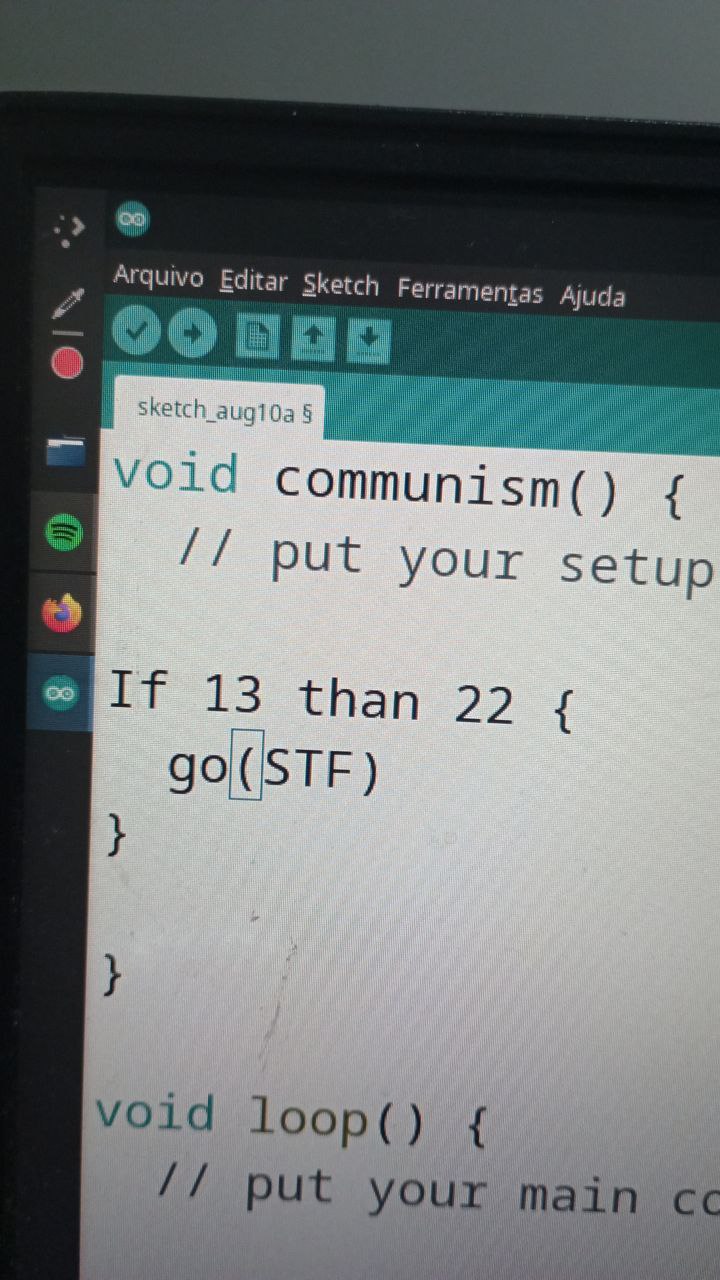 Arquivo Editar Sketch Ferramentas Ajuda
sketch_aug10a §
void communism() {
// put your setup
If 13 than 22 {
go(STF)
}
}
void loop() {
// put your main co